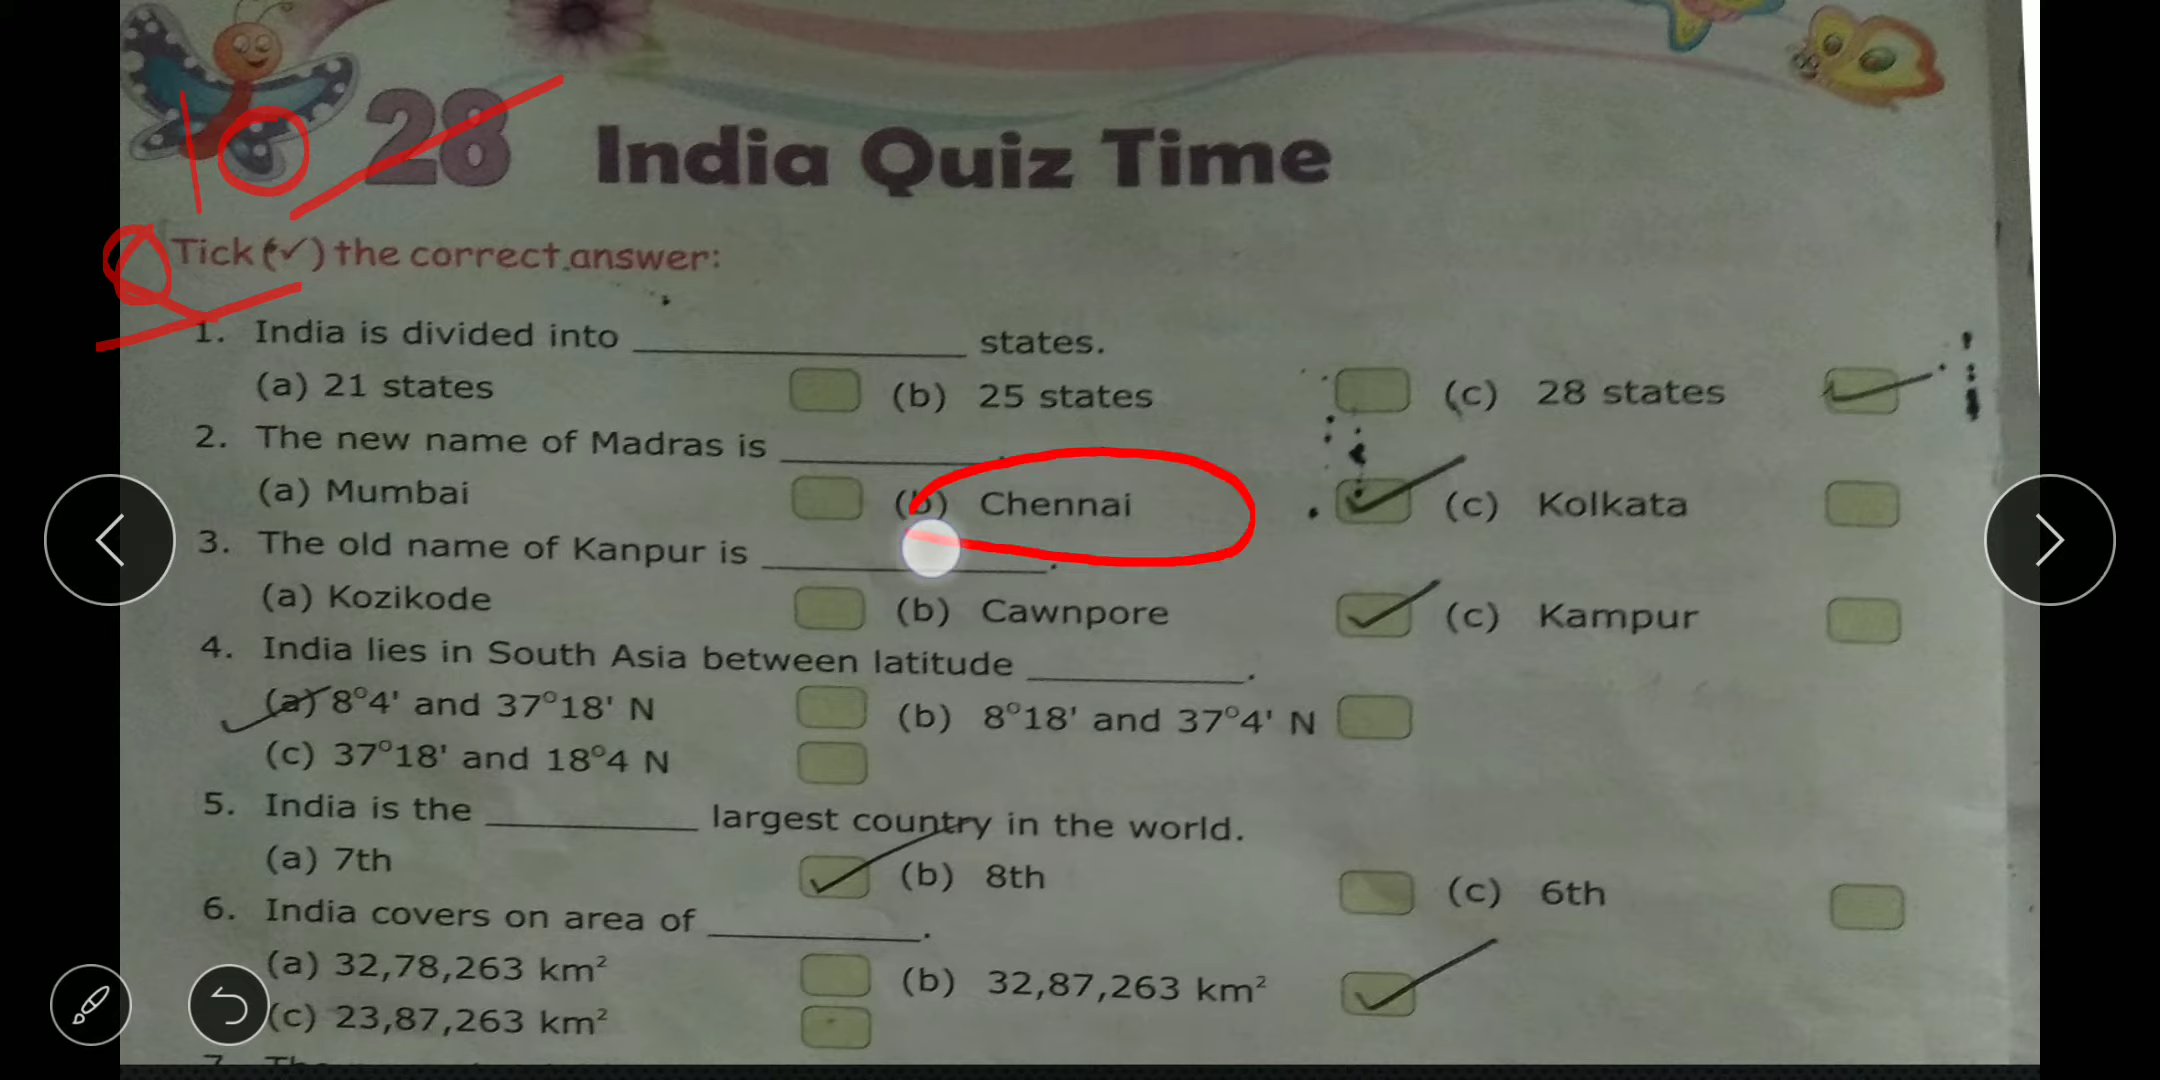 10 28 India Quiz Time
Q Tick (✓) the correct answer:
1. India is divided into ____________ states.
(a) 21 states (b) 25 states (c) 28 states
2. The new name of Madras is ____________.
(a) Mumbai (b) Chennai (c) Kolkata
3. The old name of Kanpur is ____________.
(a) Kozikode (b) Cawnpore (c) Kampur
4. India lies in South Asia between latitude ____________.
(a) 8°4' and 37°18' N (b) 8°18' and 37°4' N
(c) 37°18' and 18°4 N
5. India is the ____________ largest country in the world.
(a) 7th (b) 8th (c) 6th
6. India covers on area of ____________.
(a) 32,78,263 km² (b) 32,87,263 km²
(c) 23,87,263 km²